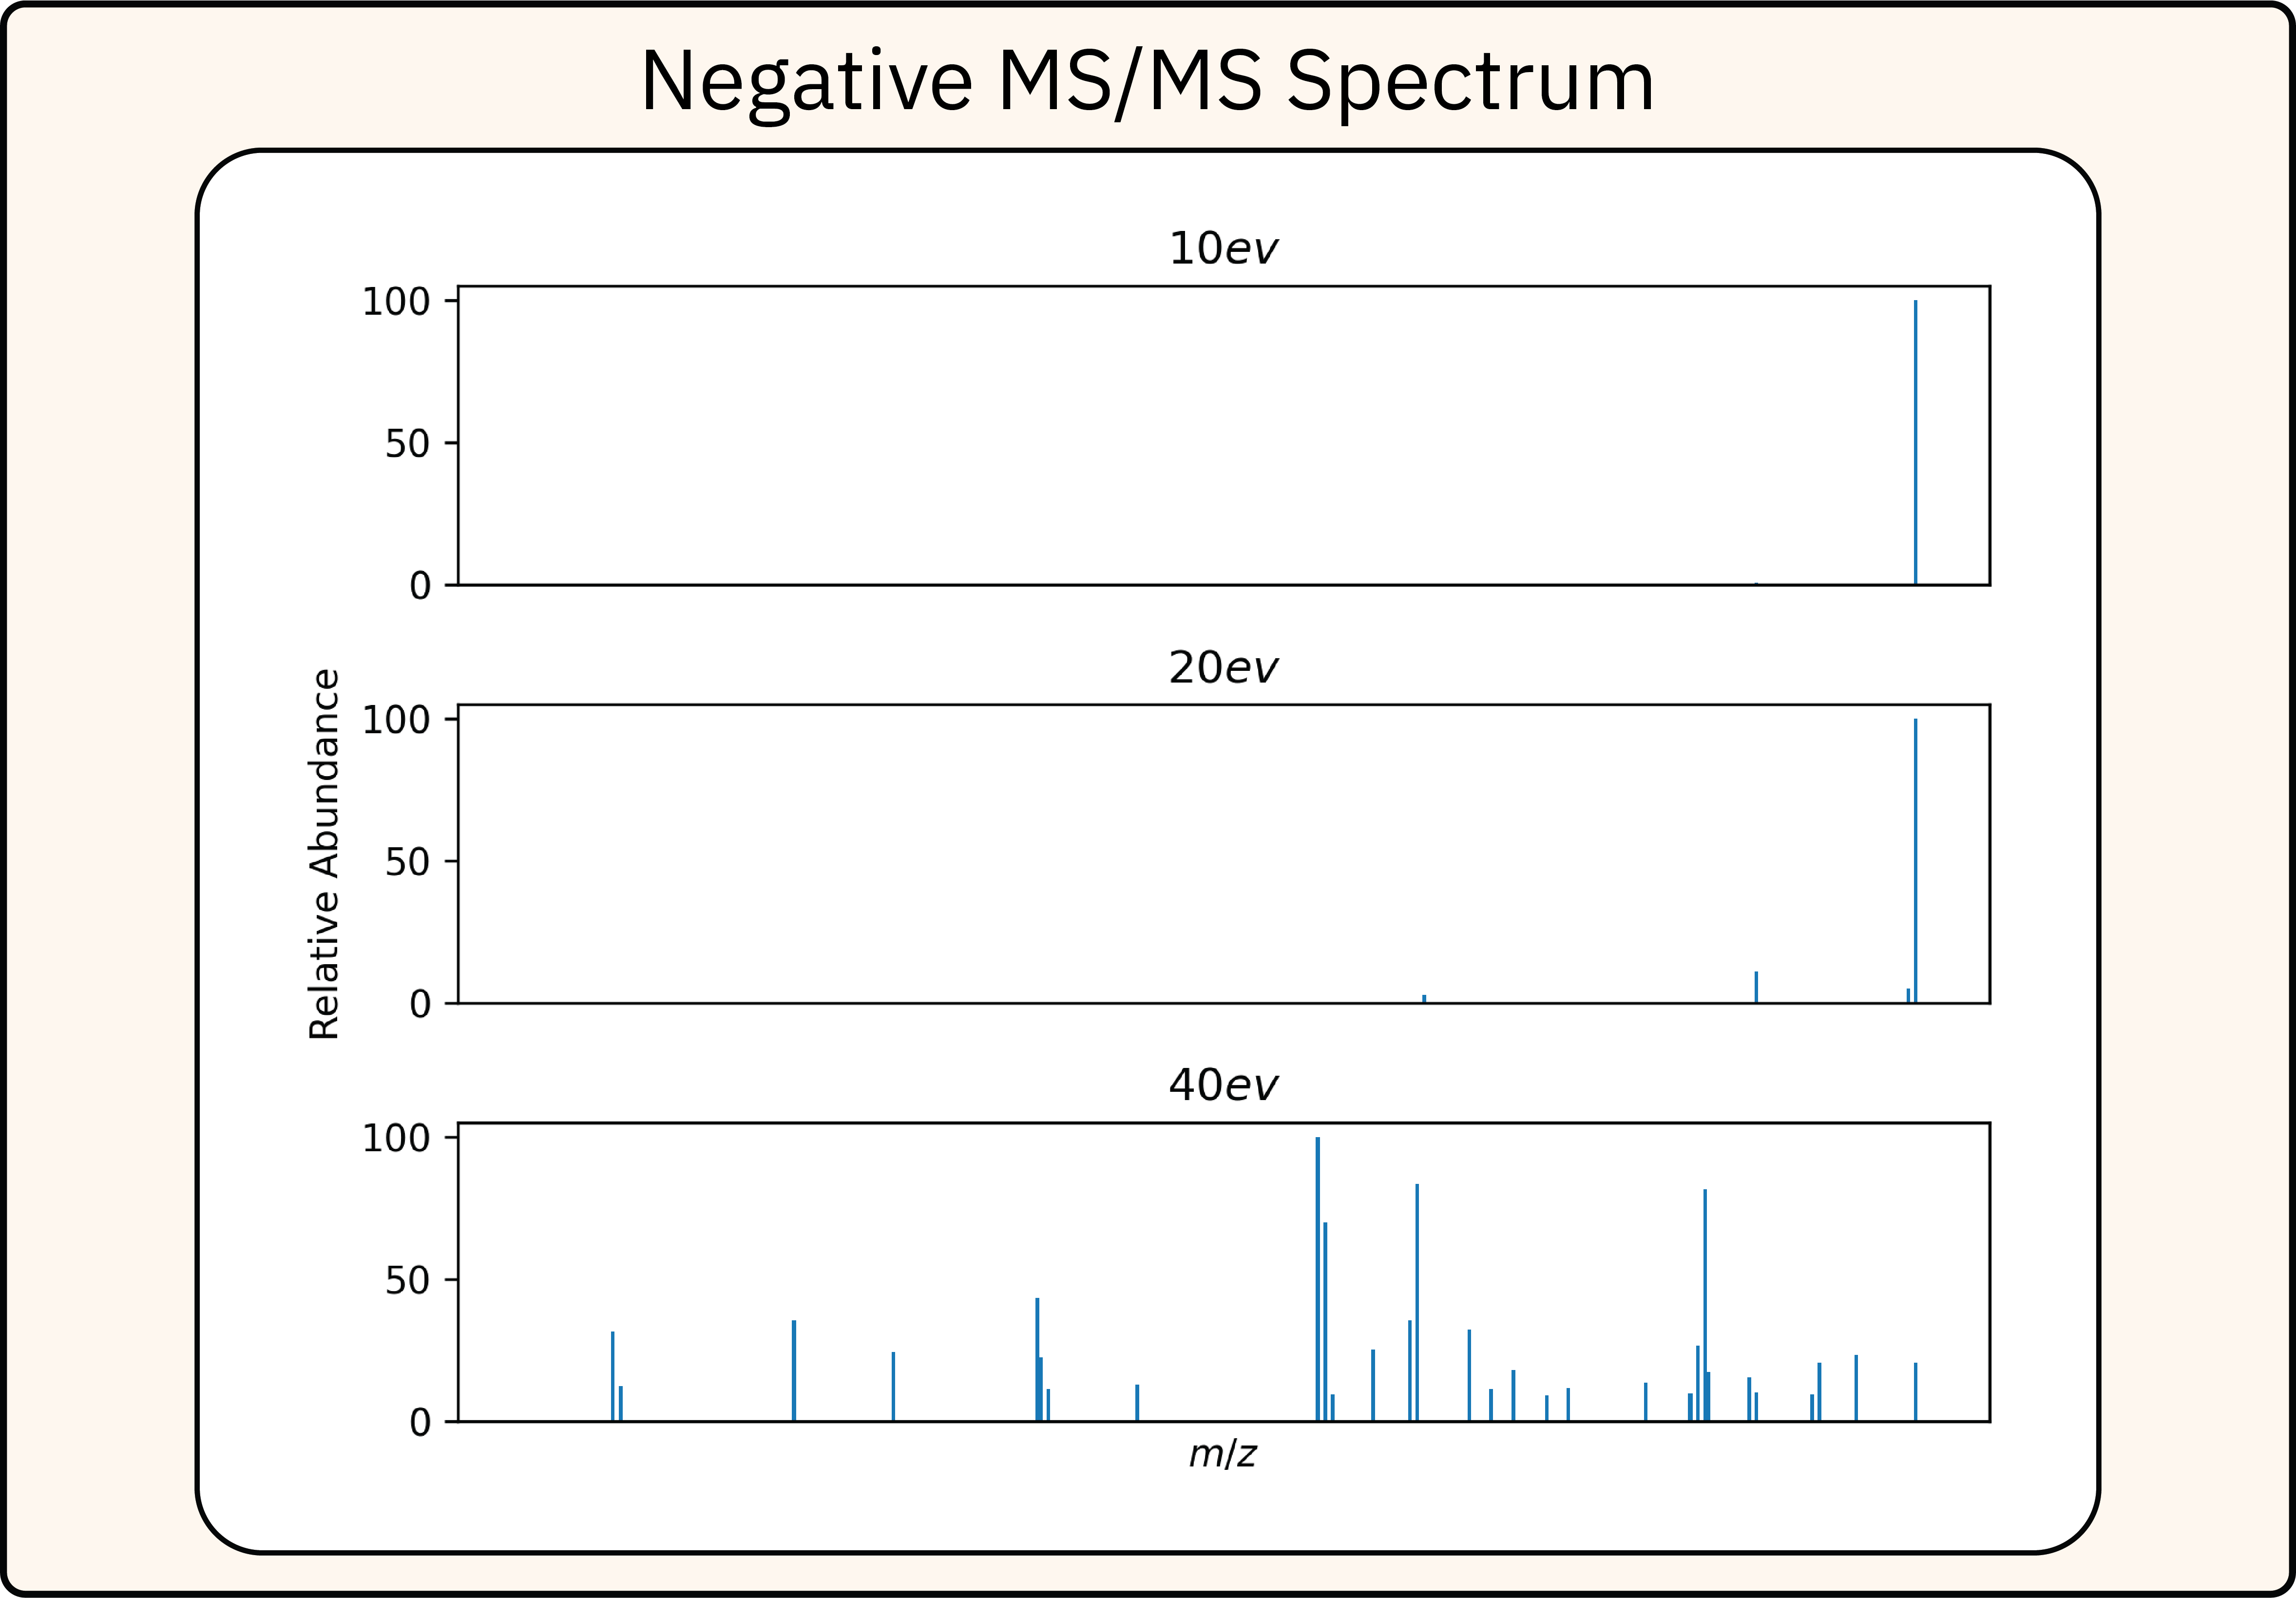 Negative MS/MS Spectrum
10ev
100
50
0
20ev
Relative Abundance
100
50
0
40ev
100
50
0
m/z